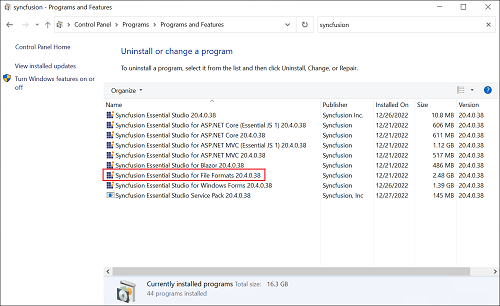 syncfusion - Programs and Features
Control Panel > Programs > Programs and Features
syncfusion
Control Panel Home
View installed updates
Turn Windows features on or
off
Uninstall or change a program
To uninstall a program, select it from the list and then click Uninstall, Change, or Repair.
Organize
Name Publisher Installed On Size Version
Syncfusion Essential Studio 20.4.0.38 Syncfusion Inc. 12/26/2022 10.8 MB 20.4.0.38
Syncfusion Essential Studio for ASP.NET Core (Essential JS 1) 20.4.0.38 Syncfusion, Inc. 12/21/2022 606 MB 20.4.0.38
Syncfusion Essential Studio for ASP.NET Core 20.4.0.38 Syncfusion, Inc. 12/21/2022 611 MB 20.4.0.38
Syncfusion Essential Studio for ASP.NET MVC (Essential JS 1) 20.4.0.38 Syncfusion, Inc. 12/21/2022 1.12 GB 20.4.0.38
Syncfusion Essential Studio for ASP.NET MVC 20.4.0.38 Syncfusion, Inc. 12/21/2022 517 MB 20.4.0.38
Syncfusion Essential Studio for Blazor 20.4.0.38 Syncfusion, Inc. 12/21/2022 486 MB 20.4.0.38
Syncfusion Essential Studio for File Formats 20.4.0.38 Syncfusion, Inc. 12/21/2022 2.48 GB 20.4.0.38
Syncfusion Essential Studio for Windows Forms 20.4.0.38 Syncfusion, Inc. 12/26/2022 1.39 GB 20.4.0.38
Syncfusion Essential Studio Service Pack 20.4.0.38 Syncfusion, Inc 12/27/2022 145 MB 20.4.0.38
Currently installed programs Total size: 16.3 GB
44 programs installed